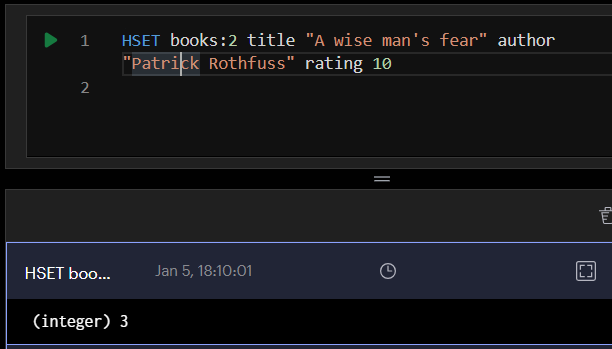 1 HSET books:2 title "A wise man's fear" author
"Patrick Rothfuss" rating 10
2
HSET boo... Jan 5, 18:10:01
(integer) 3